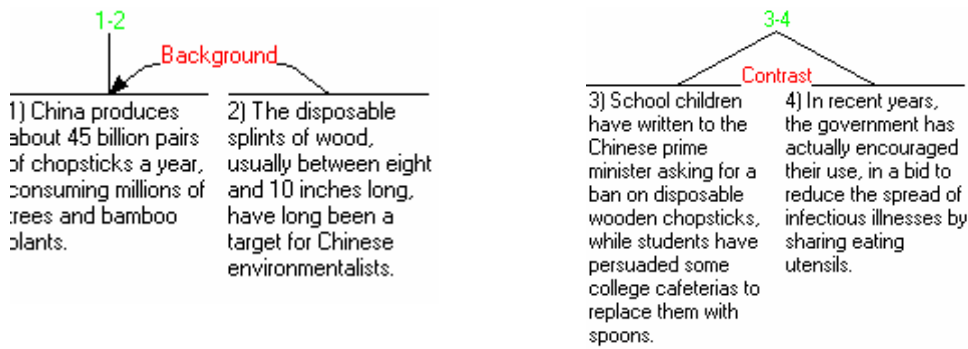 1-2
Background
1) China produces
about 45 billion pairs
of chopsticks a year,
consuming millions of
trees and bamboo
plants.
2) The disposable
splints of wood,
usually between eight
and 10 inches long,
have long been a
target for Chinese
environmentalists.
3-4
Contrast
3) School children
have written to the
Chinese prime
minister asking for a
ban on disposable
wooden chopsticks,
while students have
persuaded some
college cafeterias to
replace them with
spoons.
4) In recent years,
the government has
actually encouraged
their use, in a bid to
reduce the spread of
infectious illnesses by
sharing eating
utensils.